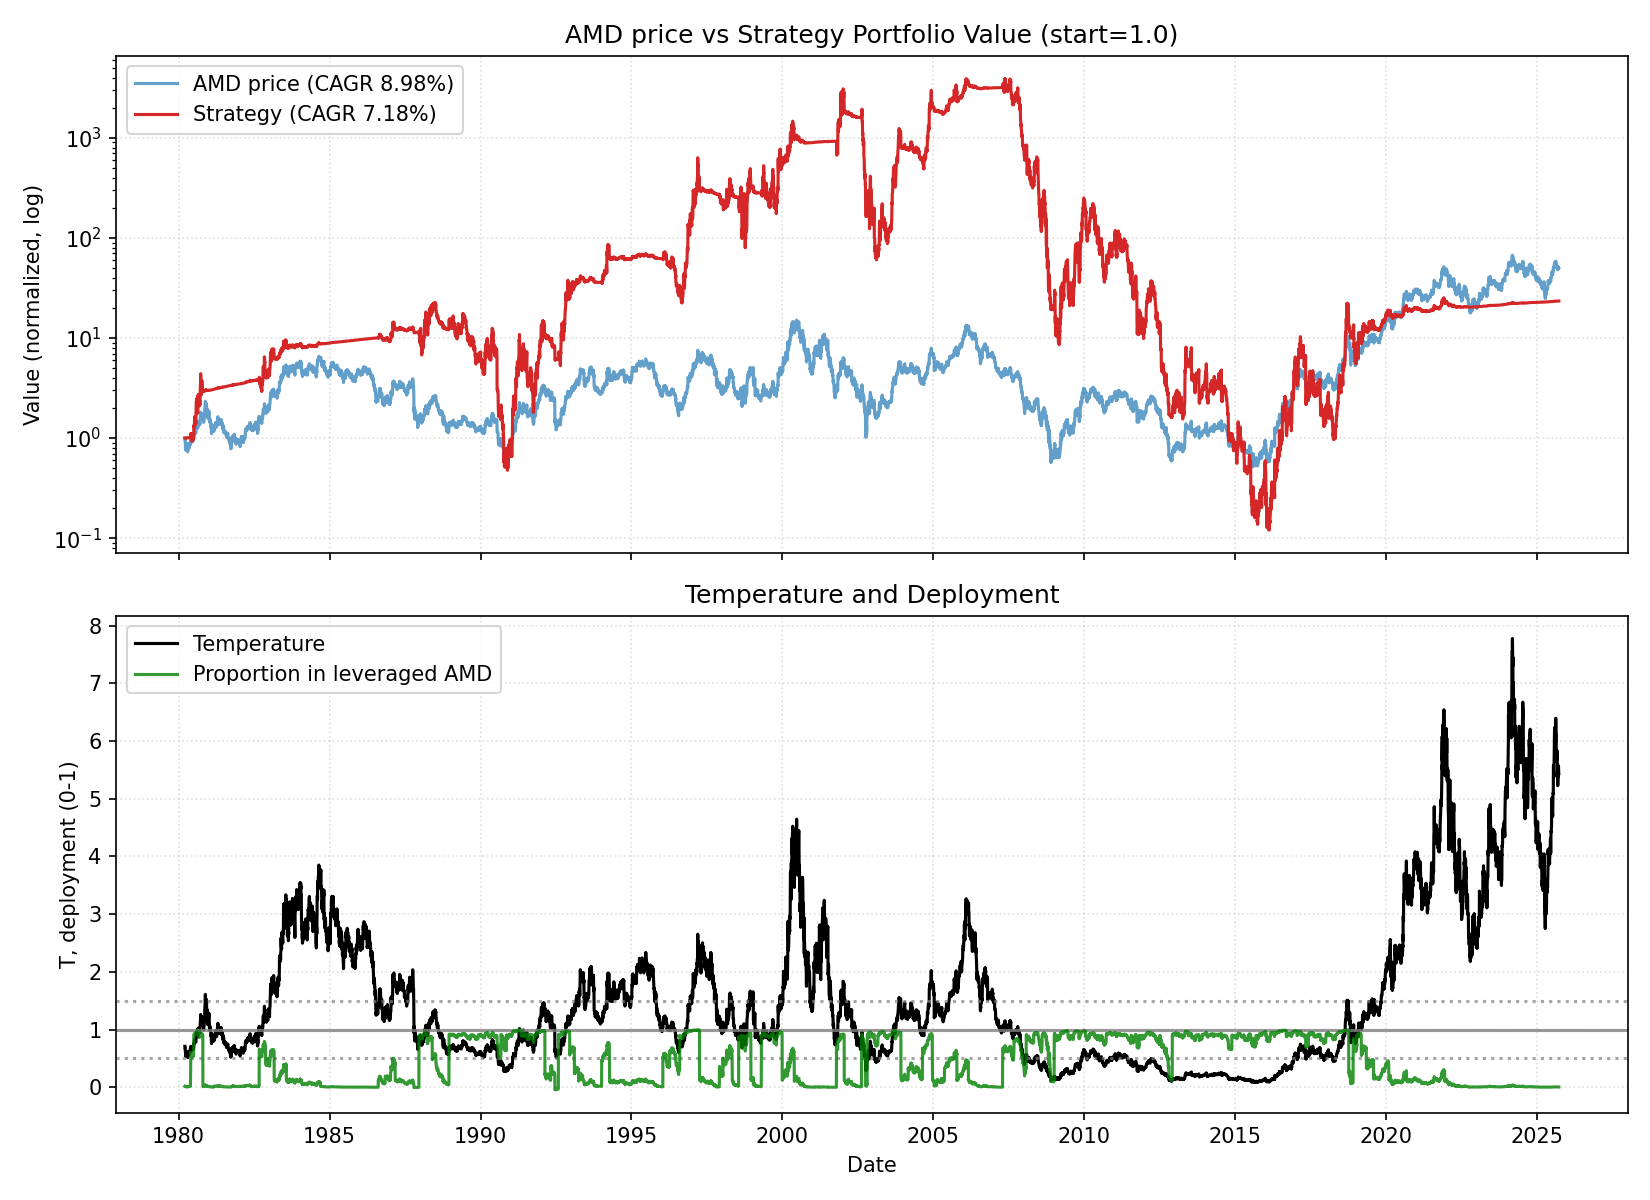 AMD price vs Strategy Portfolio Value (start=1.0)
AMD price (CAGR 8.98%)
Strategy (CAGR 7.18%)
Value (normalized, log)
10³
10²
10¹
10⁰
10⁻¹
Temperature and Deployment
Temperature
Proportion in leveraged AMD
T, deployment (0-1)
8
7
6
5
4
3
2
1
0
1980 1985 1990 1995 2000 2005 2010 2015 2020 2025
Date